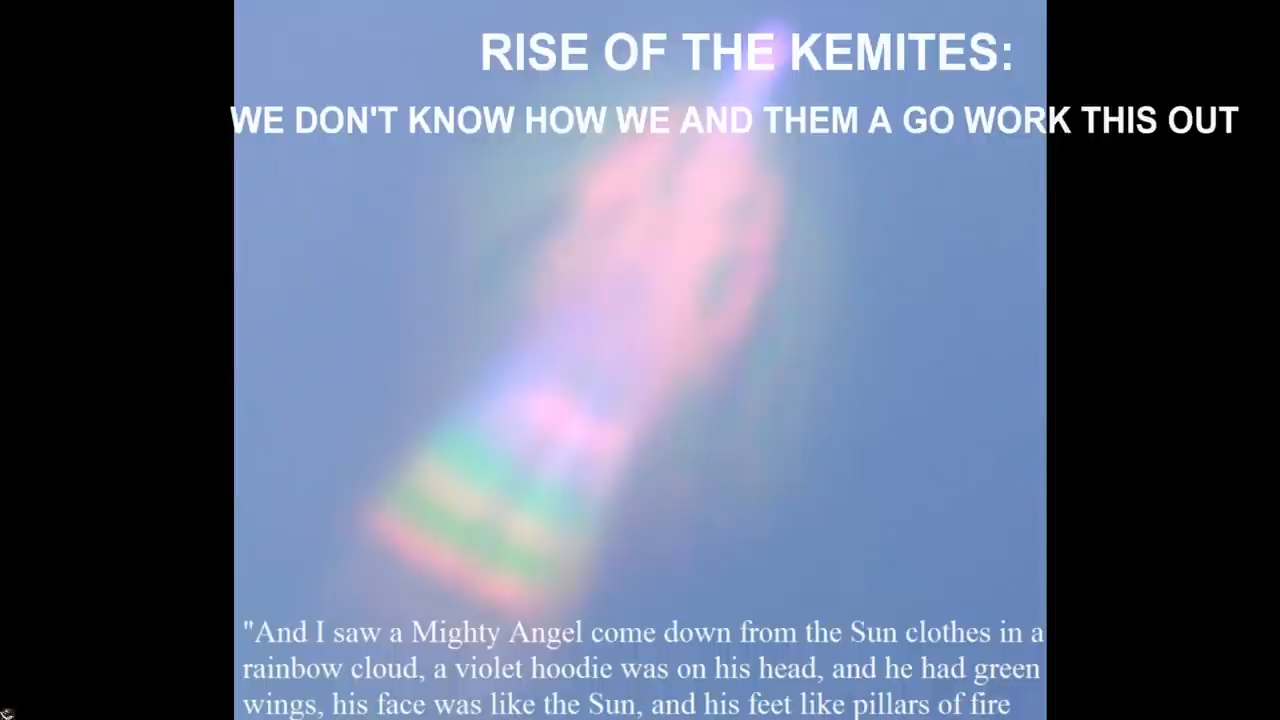 RISE OF THE KEMITES:
WE DON'T KNOW HOW WE AND THEM A GO WORK THIS OUT
"And I saw a Mighty Angel come down from the Sun clothes in a
rainbow cloud, a violet hoodie was on his head, and he had green
wings, his face was like the Sun, and his feet like pillars of fire